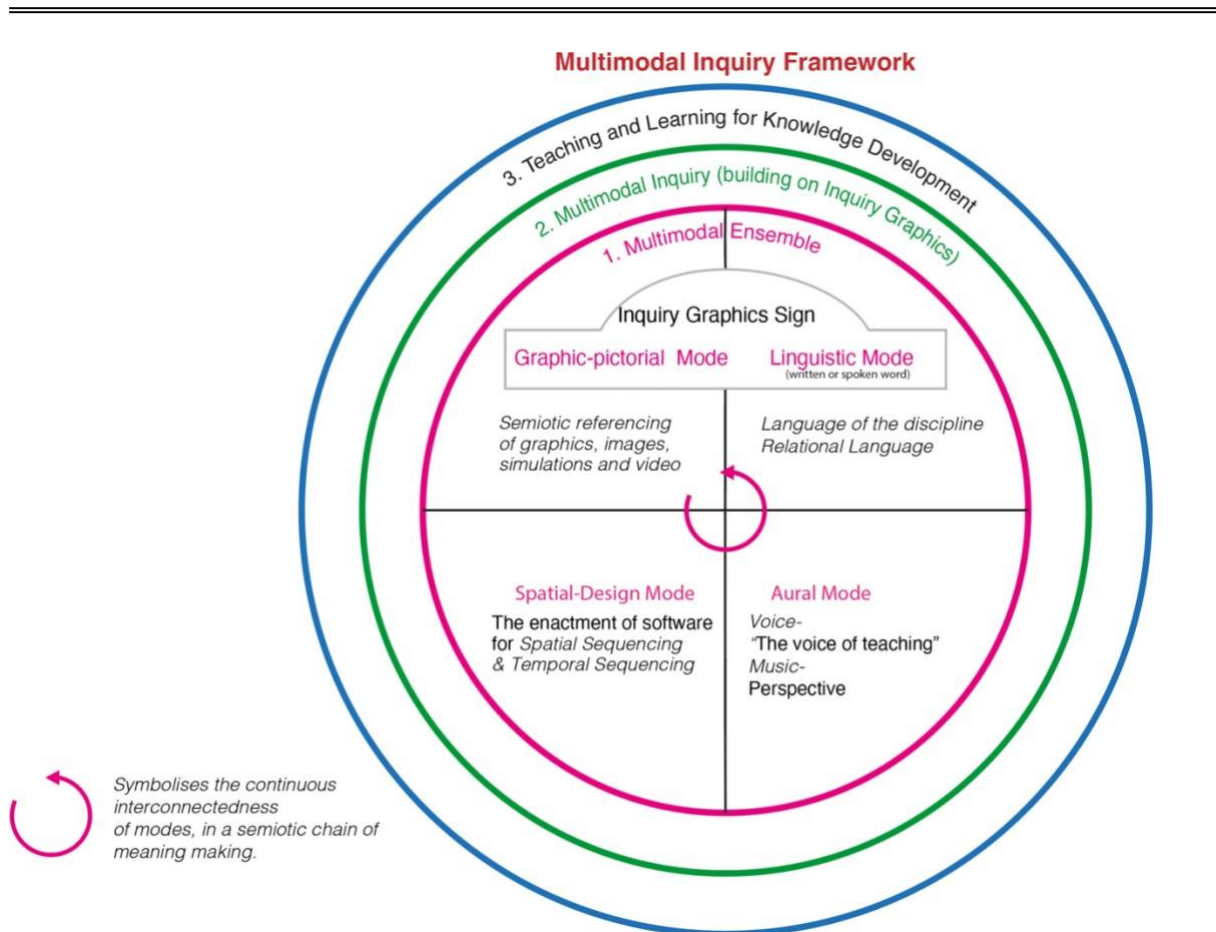 Multimodal Inquiry Framework
3. Teaching and Learning for Knowledge Development
2. Multimodal Inquiry (building on Inquiry Graphics)
1. Multimodal Ensemble
Inquiry Graphics Sign
Graphic-pictorial Mode
Linguistic Mode
(written or spoken word)
Semiotic referencing
of graphics, images,
simulations and video
Language of the discipline
Relational Language
Spatial-Design Mode
The enactment of software
for Spatial Sequencing
& Temporal Sequencing
Aural Mode
Voice-
"The voice of teaching"
Music-
Perspective
Symbolises the continuous
interconnectedness
of modes, in a semiotic chain of
meaning making.